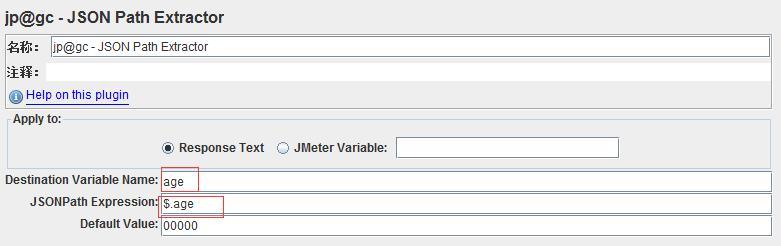 jp@gc - JSON Path Extractor
名称： jp@gc - JSON Path Extractor
注释：
Help on this plugin
Apply to:
Response Text JMeter Variable:
Destination Variable Name: age
JSONPath Expression: $.age
Default Value: 00000